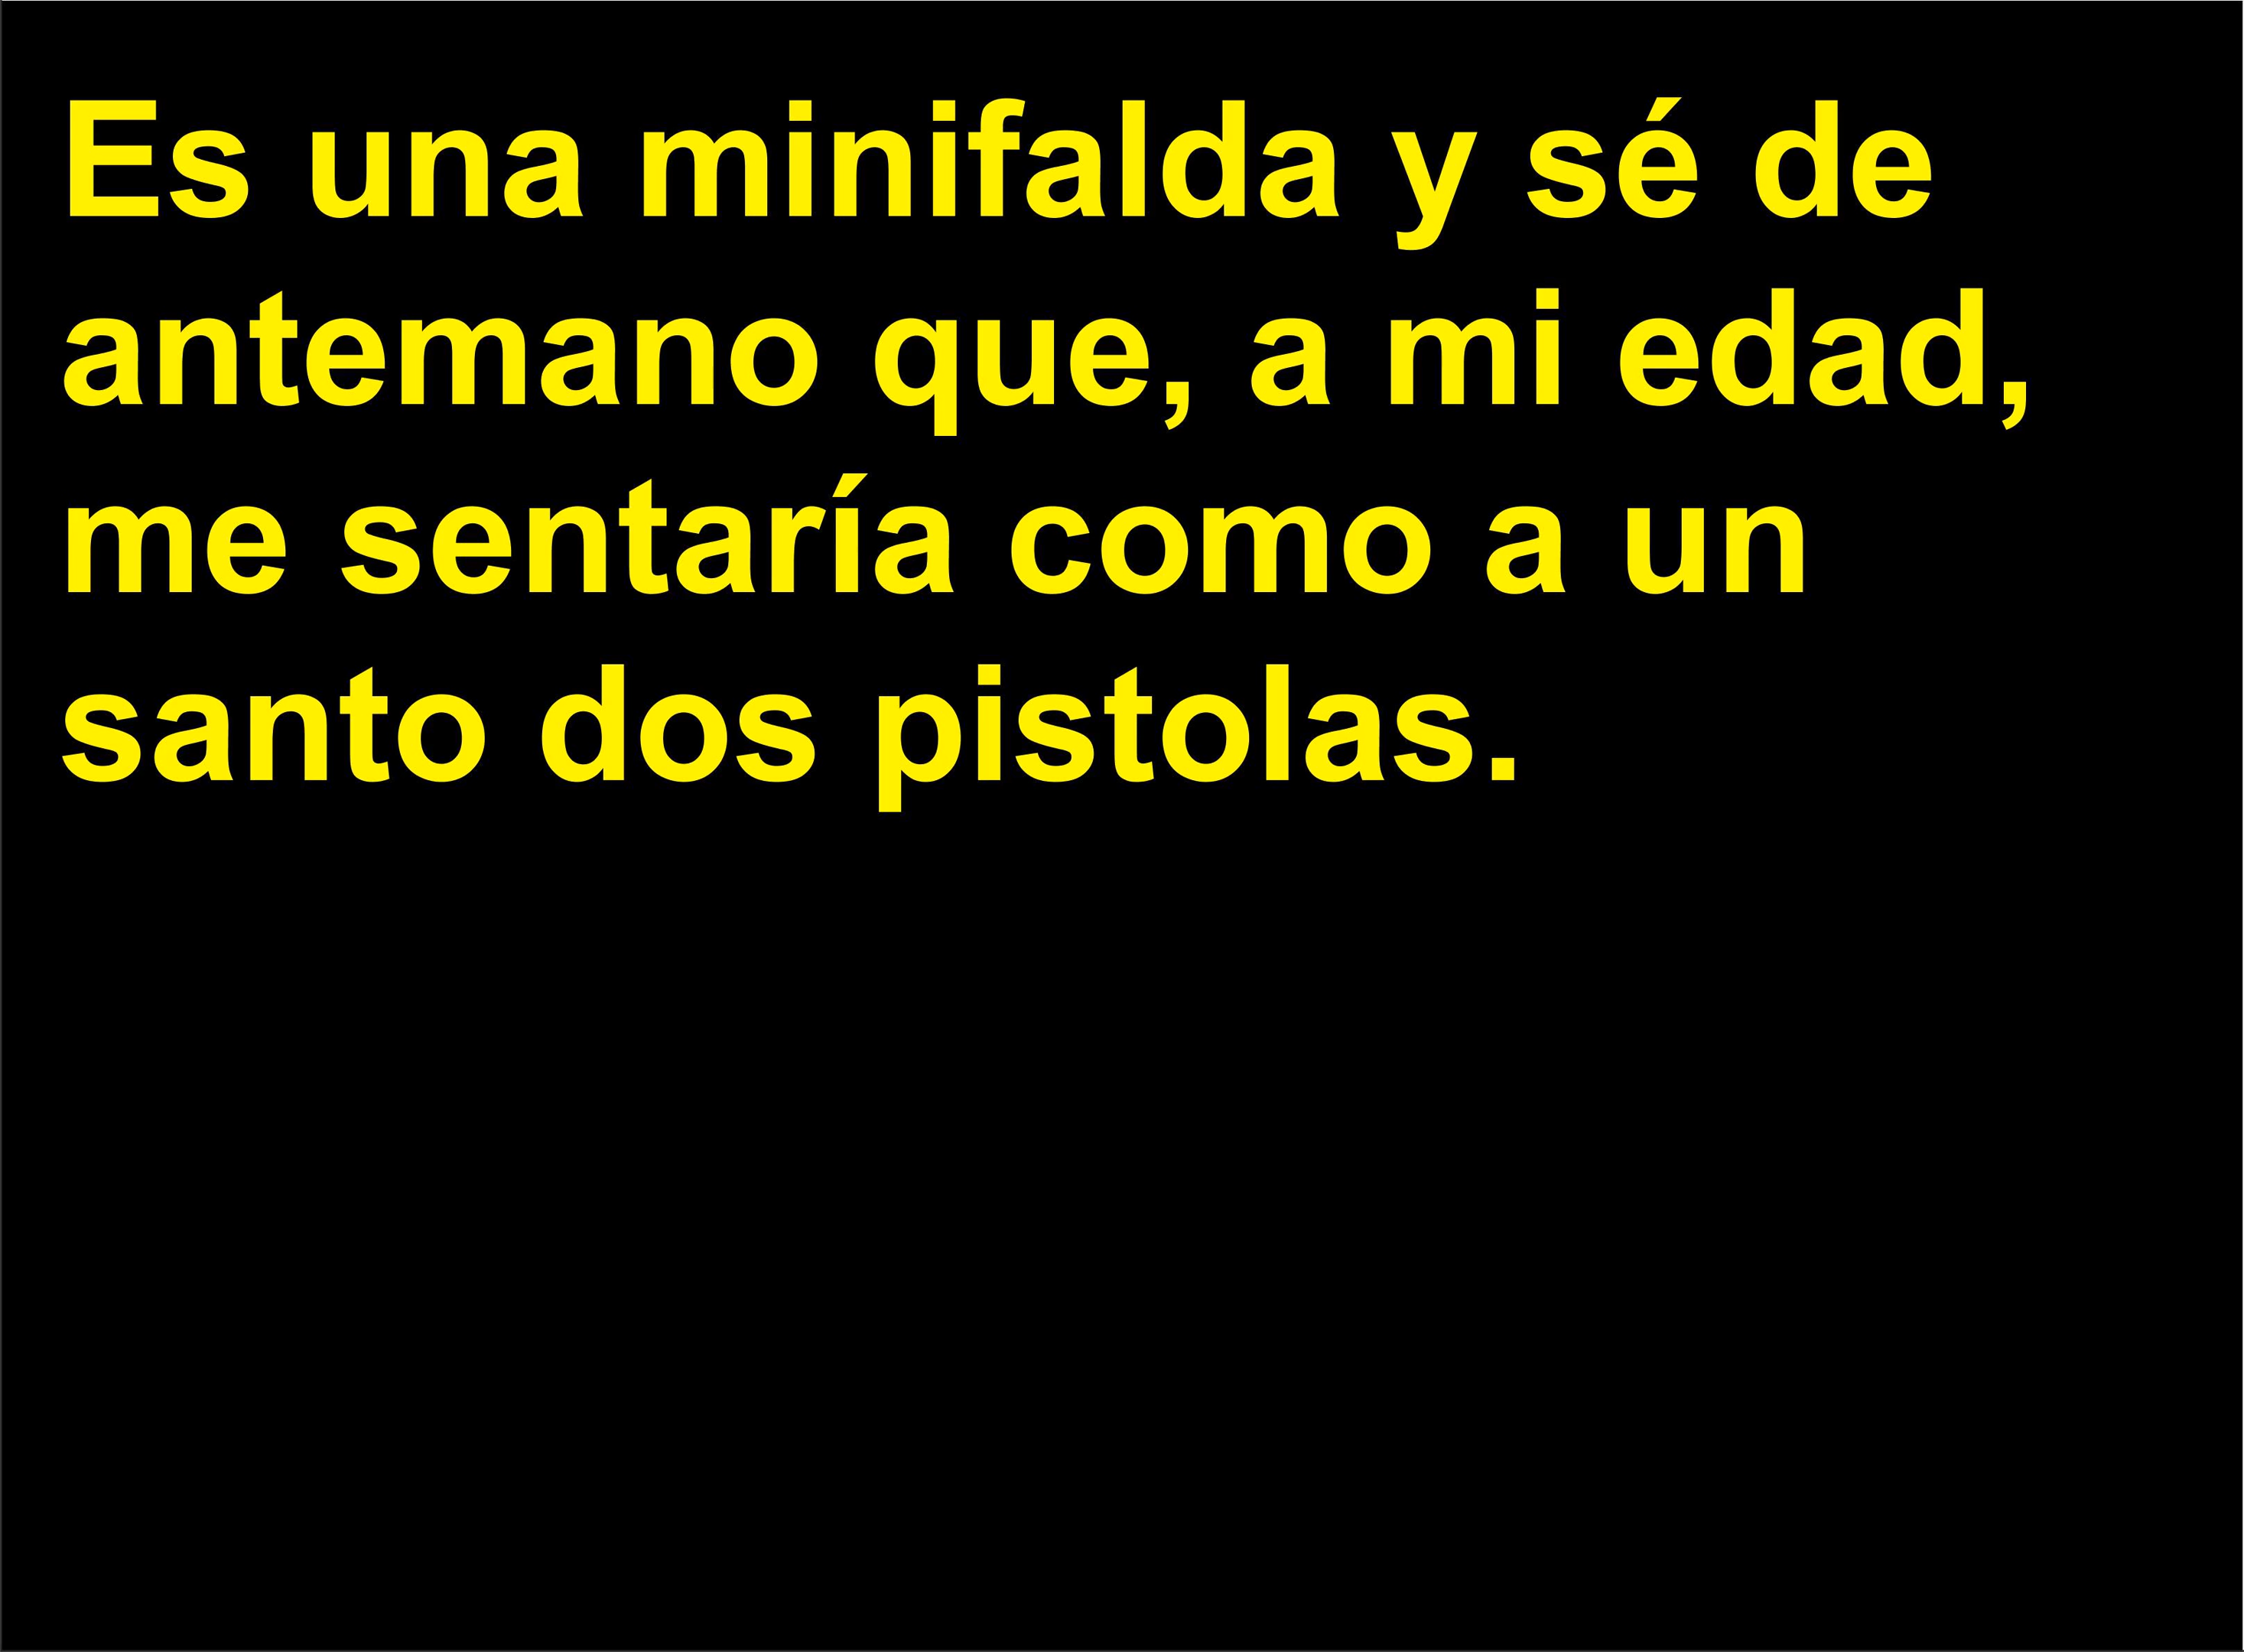 Es una minifalda y sé de
antemano que, a mi edad,
me sentaría como a un
santo dos pistolas.